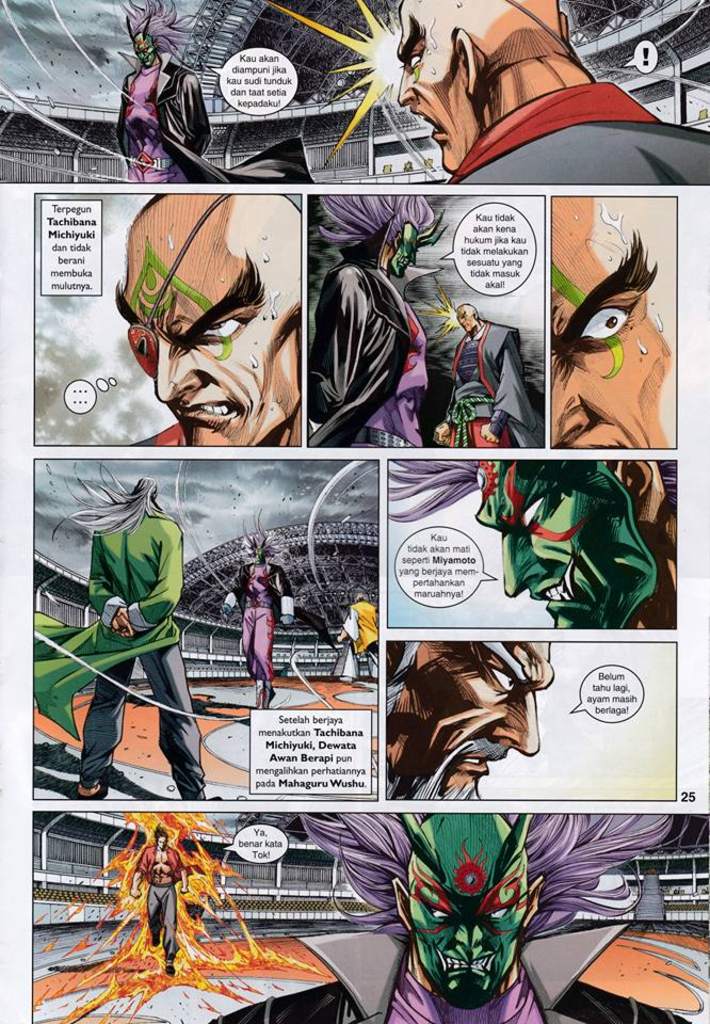 Kau akan
diampuni jika
kau sudi tunduk
dan taat setia
kepadaku!
!
Terpegun
Tachibana
Michiyuki
dan tidak
berani
membuka
mulutnya.
...
...
Kau tidak
akan kena
hukum jika kau
tidak melakukan
sesuatu yang
tidak masuk
akal!
Setelah berjaya
menakutkan Tachibana
Michiyuki, Dewata
Awan Berapi pun
mengalihkan perhatiannya
pada Mahaguru Wushu.
Kau
tidak akan mati
seperti Miyamoto
yang berjaya mem-
pertahankan
maruahnya!
Belum
tahu lagi,
ayam masih
berlaga!
25
Ya,
benar kata
Tok!